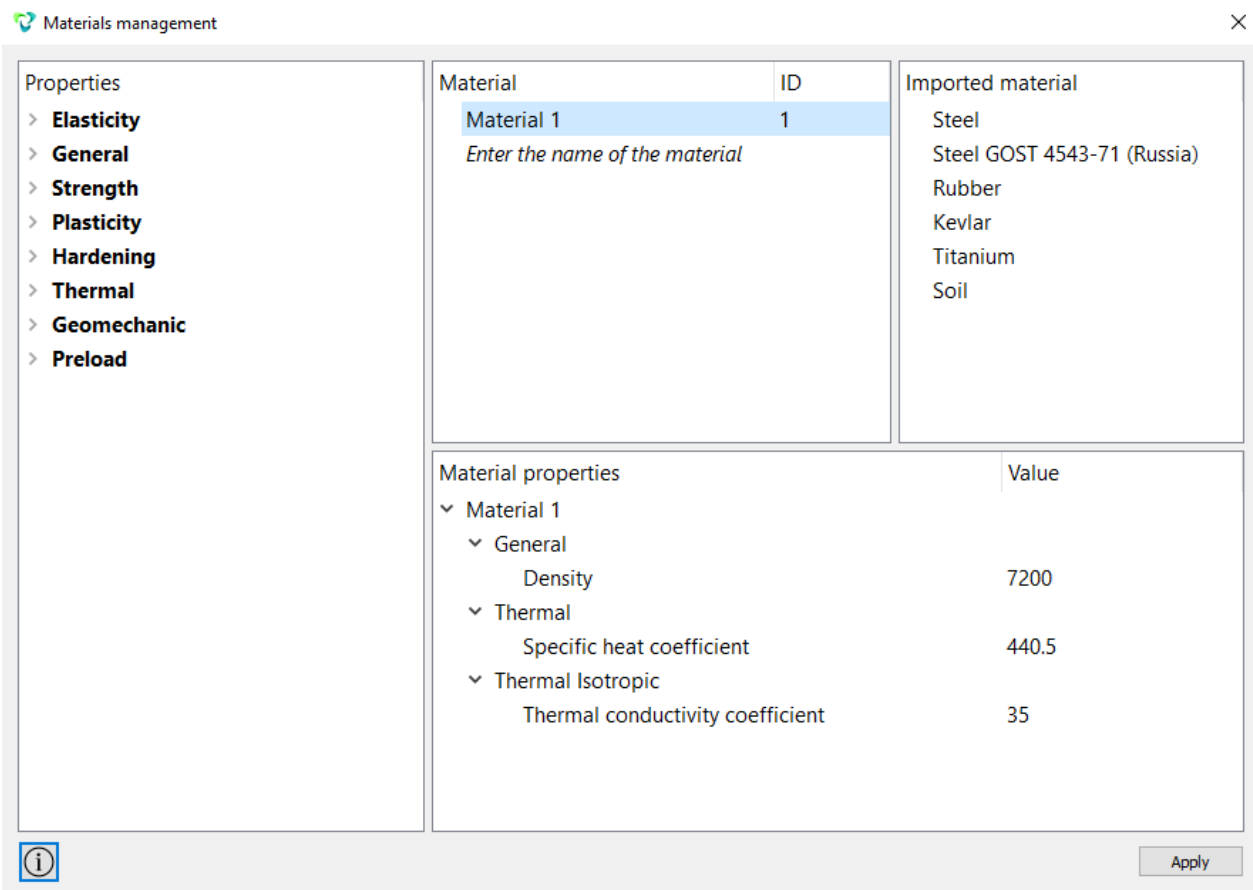 Materials management
Properties
Elasticity
General
Strength
Plasticity
Hardening
Thermal
Geomechanic
Preload
Material ID
Material 1 1
Enter the name of the material
Imported material
Steel
Steel GOST 4543-71 (Russia)
Rubber
Kevlar
Titanium
Soil
Material properties Value
Material 1
General
Density 7200
Thermal
Specific heat coefficient 440.5
Thermal Isotropic
Thermal conductivity coefficient 35
Apply